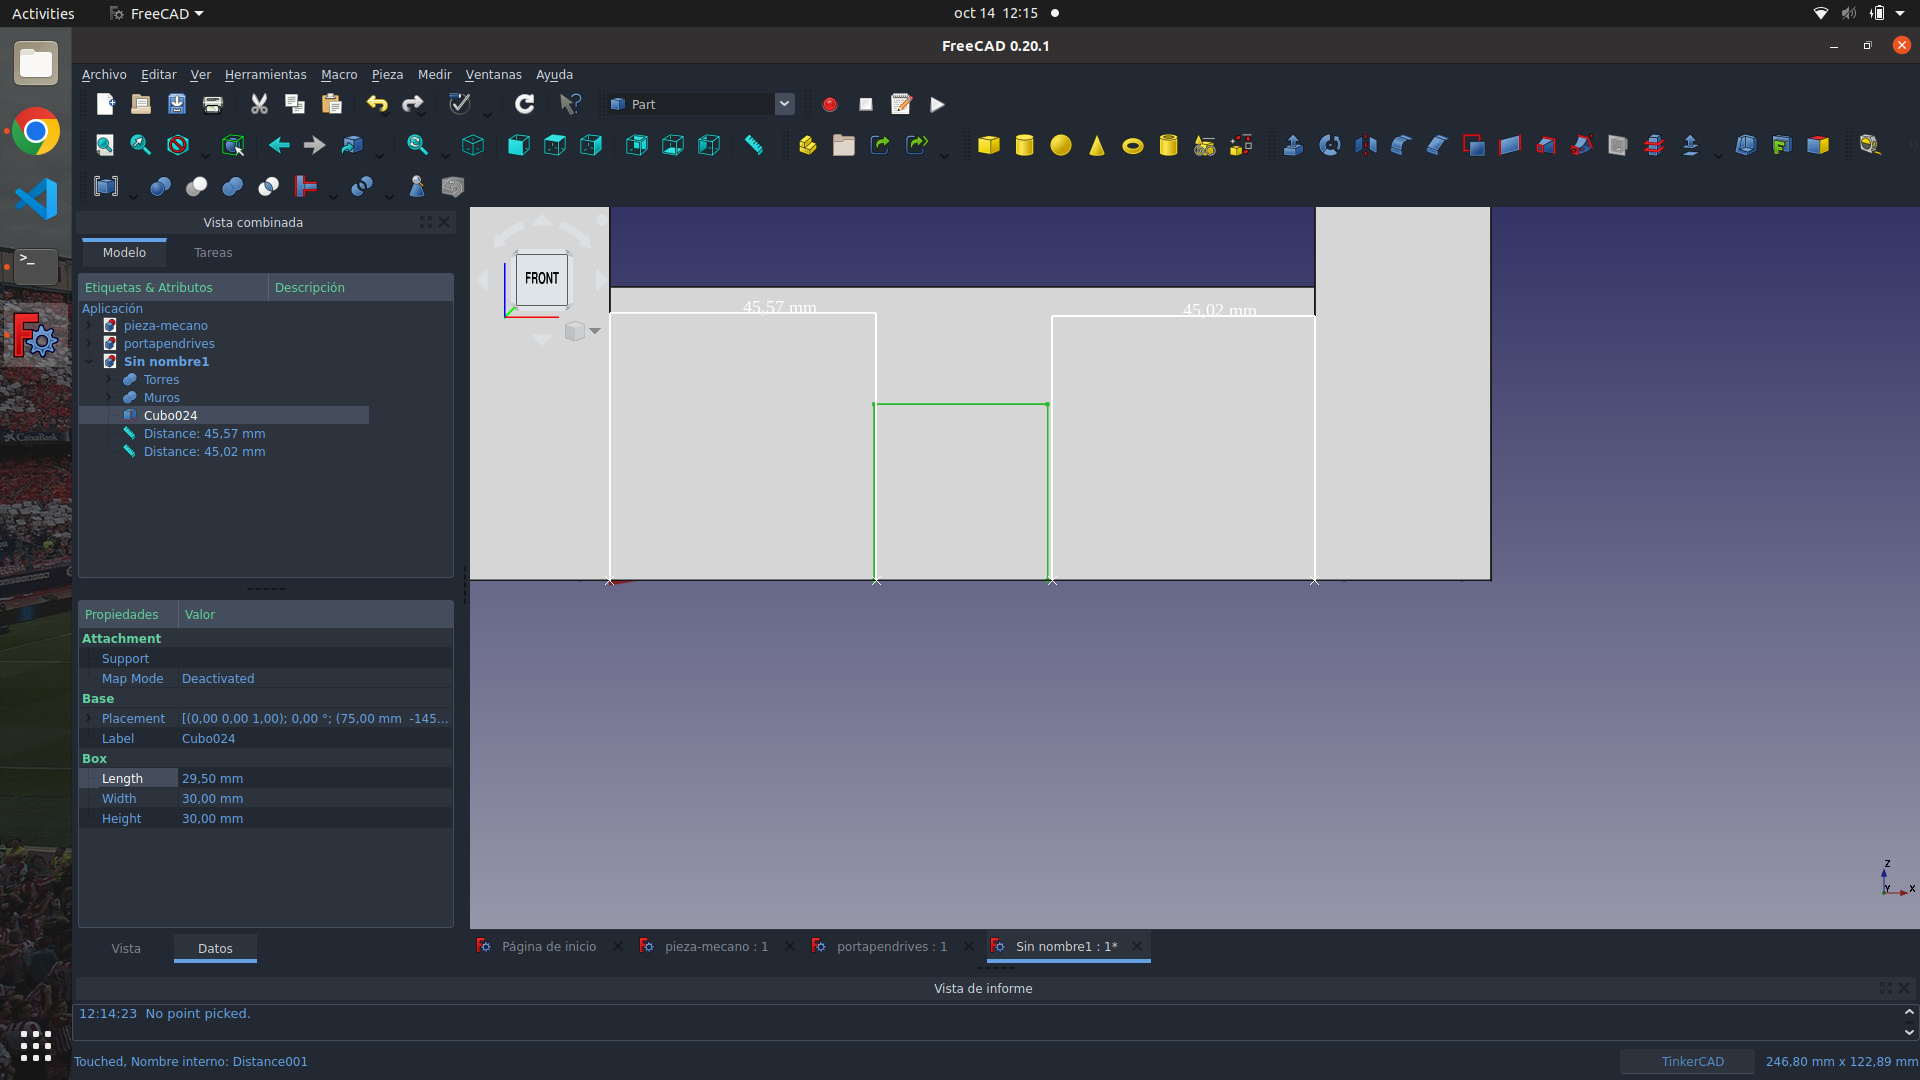 Activities
FreeCAD
oct 14 12:15
FreeCAD 0.20.1
Archivo Editar Ver Herramientas Macro Pieza Medir Ventanas Ayuda
Part
Vista combinada
Modelo Tareas
Etiquetas & Atributos Descripción
Aplicación
pieza-mecano
portapendrives
Sin nombre1
Torres
Muros
Cubo024
Distance: 45,57 mm
Distance: 45,02 mm
FRONT
45,57 mm
45,02 mm
Propiedades Valor
Attachment
Support
Map Mode Deactivated
Base
Placement [(0,00 0,00 1,00); 0,00 °; (75,00 mm -145...
Label Cubo024
Box
Length 29,50 mm
Width 30,00 mm
Height 30,00 mm
Z
Y
X
Vista Datos
Página de inicio
pieza-mecano : 1
portapendrives : 1
Sin nombre1 : 1*
Vista de informe
12:14:23 No point picked.
Touched, Nombre interno: Distance001
TinkerCAD
246,80 mm x 122,89 mm
CaixaBank